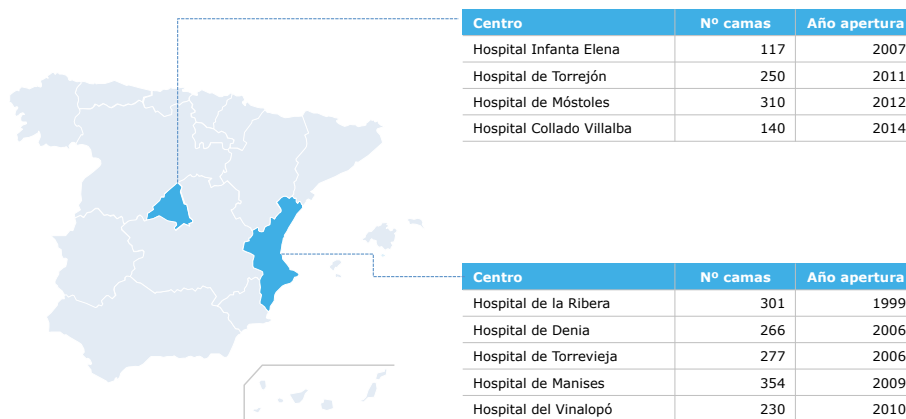 Centro Nº camas Año apertura
Hospital Infanta Elena 117 2007
Hospital de Torrejón 250 2011
Hospital de Móstoles 310 2012
Hospital Collado Villalba 140 2014
Centro Nº camas Año apertura
Hospital de la Ribera 301 1999
Hospital de Denia 266 2006
Hospital de Torrevieja 277 2006
Hospital de Manises 354 2009
Hospital del Vinalopó 230 2010